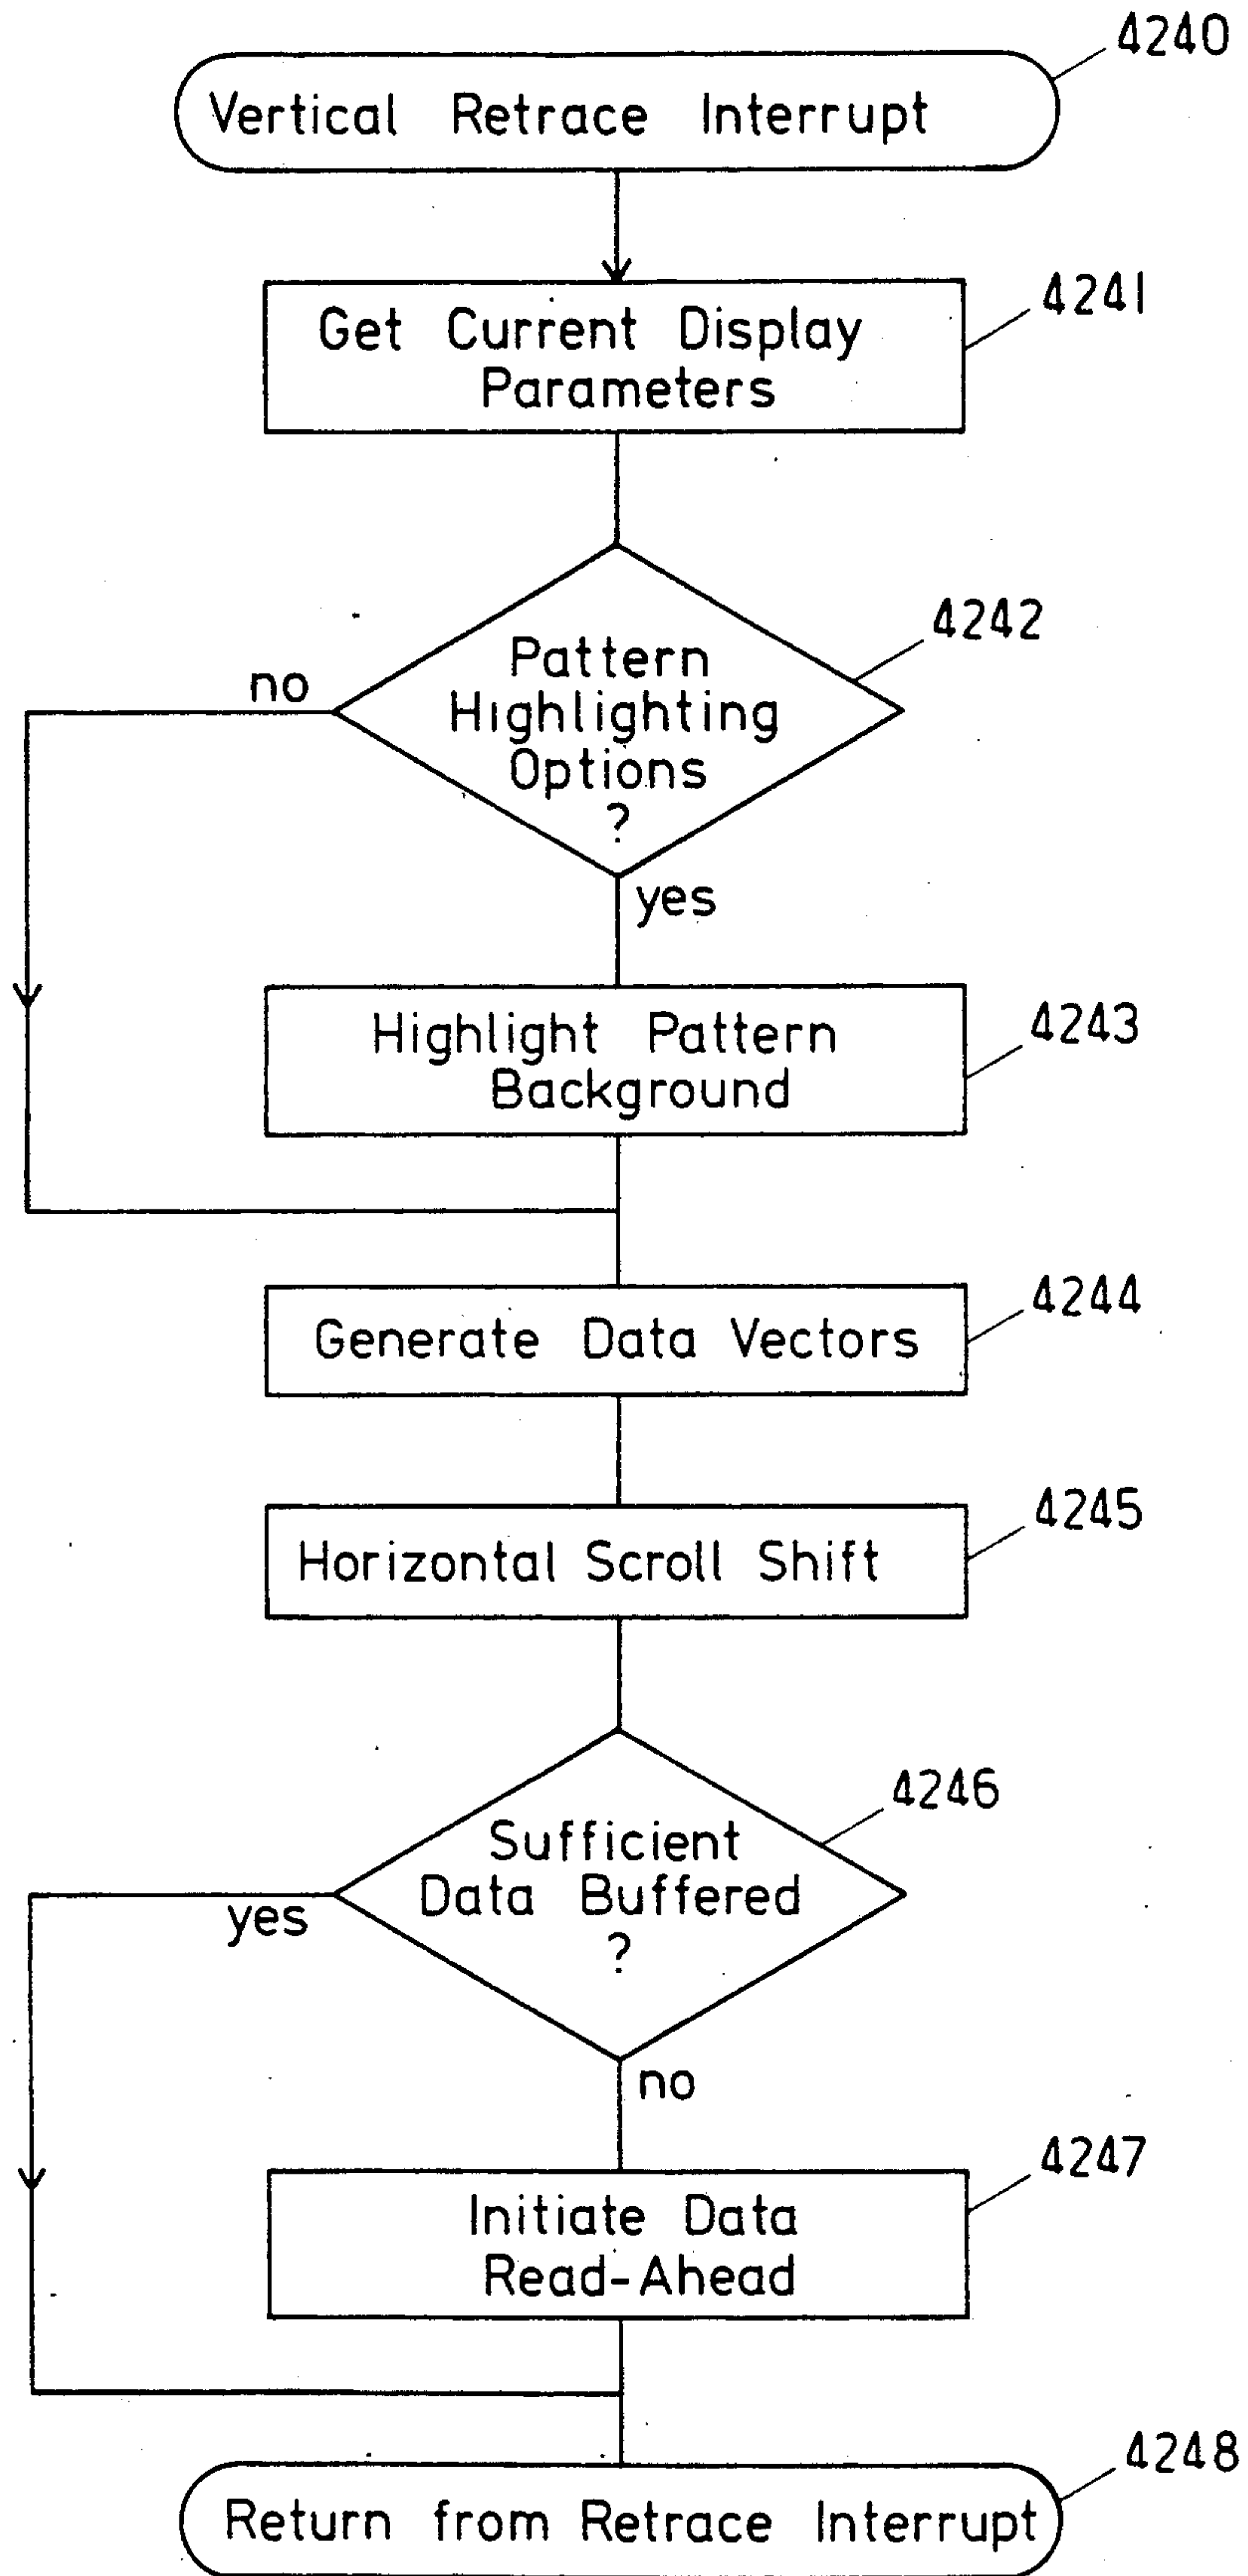 4240
Vertical Retrace Interrupt
4241
Get Current Display
Parameters
4242
Pattern
Highlighting
Options
?
no
yes
4243
Highlight Pattern
Background
4244
Generate Data Vectors
4245
Horizontal Scroll Shift
4246
Sufficient
Data Buffered
?
yes
no
4247
Initiate Data
Read-Ahead
4248
Return from Retrace Interrupt